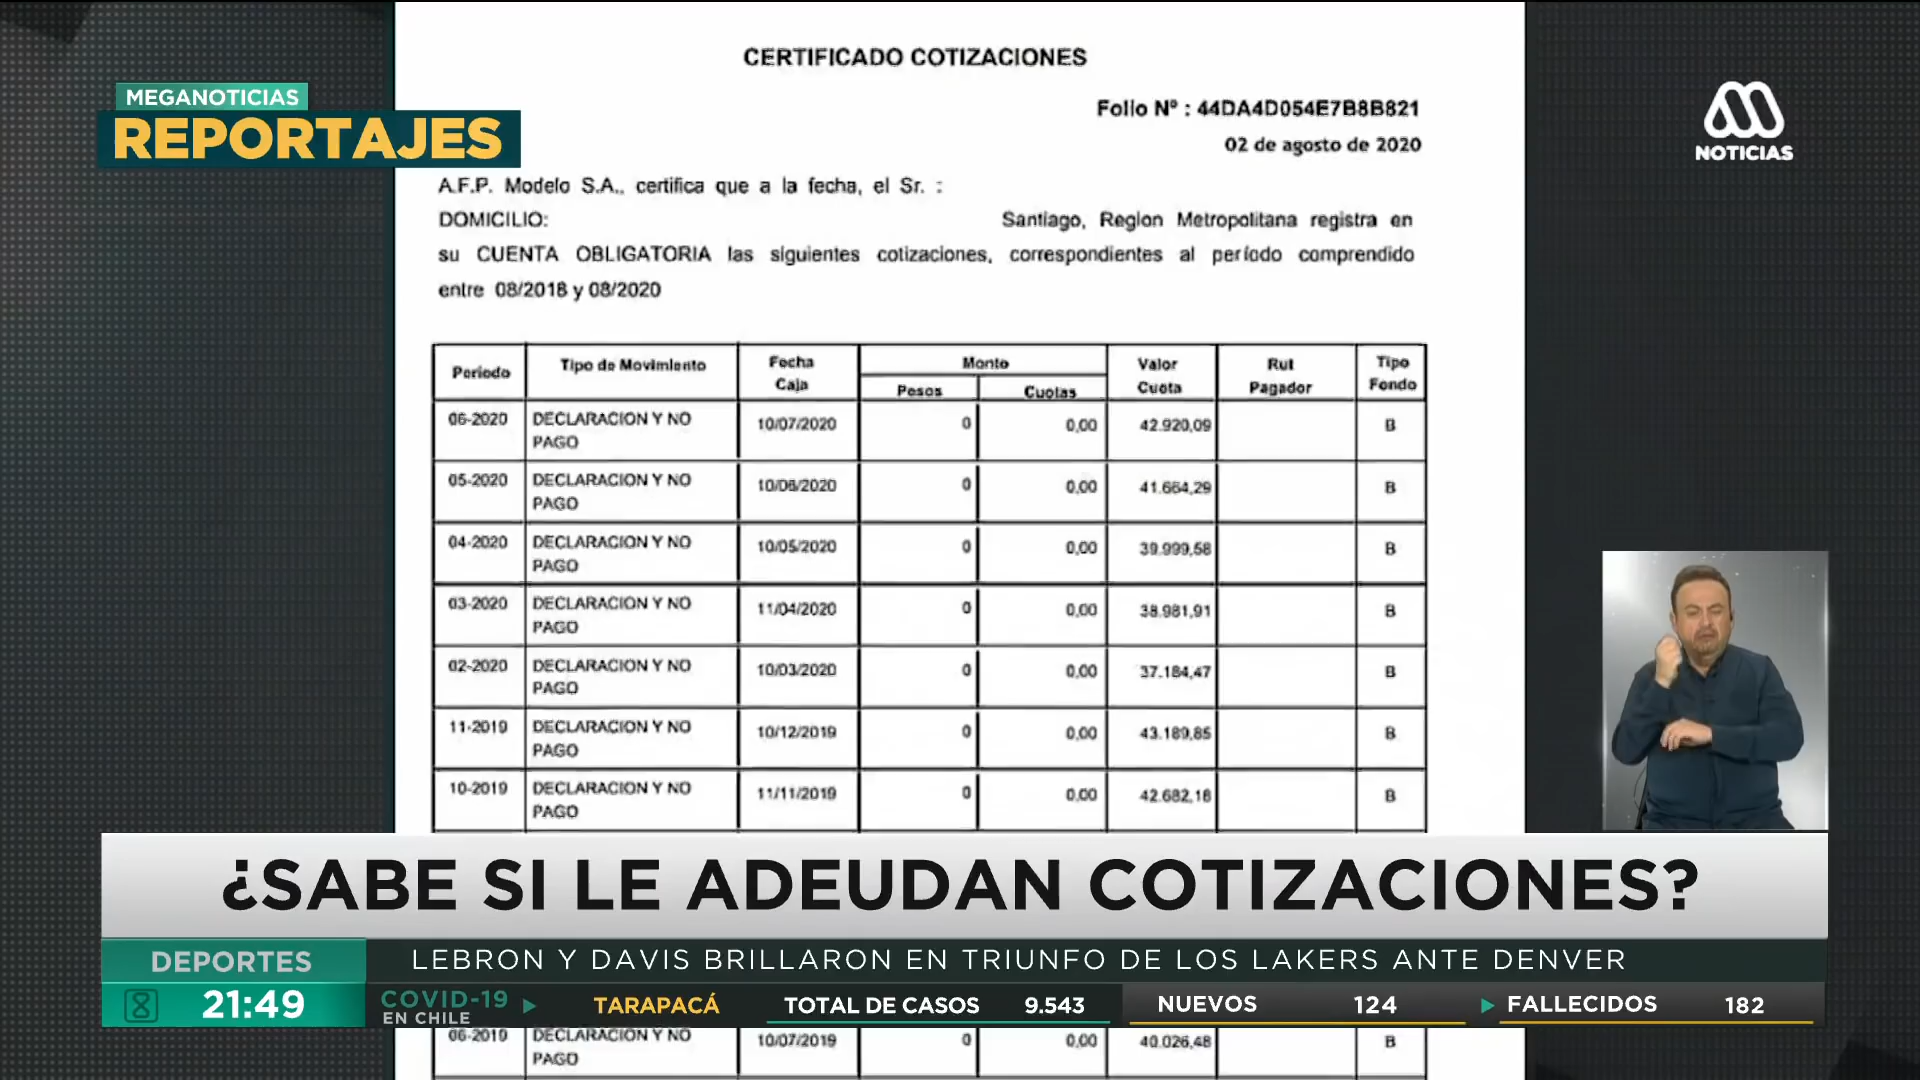 MEGANOTICIAS
REPORTAJES
NOTICIAS
CERTIFICADO COTIZACIONES
Folio Nº : 44DA4D054E7B8B821
02 de agosto de 2020
A.F.P. Modelo S.A., certifica que a la fecha, el Sr. :
DOMICILIO: Santiago, Region Metropolitana registra en
su CUENTA OBLIGATORIA las siguientes cotizaciones, correspondientes al período comprendido
entre 08/2018 y 08/2020
Periodo Tipo de Movimiento Fecha Caja Monto Pesos Cuotas Valor Cuota Rut Pagador Tipo Fondo
06-2020 DECLARACION Y NO PAGO 10/07/2020 0 0,00 42.920,09 B
05-2020 DECLARACION Y NO PAGO 10/06/2020 0 0,00 41.664,29 B
04-2020 DECLARACION Y NO PAGO 10/05/2020 0 0,00 39.999,58 B
03-2020 DECLARACION Y NO PAGO 11/04/2020 0 0,00 38.981,91 B
02-2020 DECLARACION Y NO PAGO 10/03/2020 0 0,00 37.184,47 B
11-2019 DECLARACION Y NO PAGO 10/12/2019 0 0,00 43.189,85 B
10-2019 DECLARACION Y NO PAGO 11/11/2019 0 0,00 42.682,18 B
¿SABE SI LE ADEUDAN COTIZACIONES?
DEPORTES LEBRON Y DAVIS BRILLARON EN TRIUNFO DE LOS LAKERS ANTE DENVER
21:49 COVID-19 EN CHILE TARAPACÁ TOTAL DE CASOS 9.543 NUEVOS 124 FALLECIDOS 182
06-2019 DECLARACION Y NO PAGO 10/07/2019 0 0,00 40.026,48 B